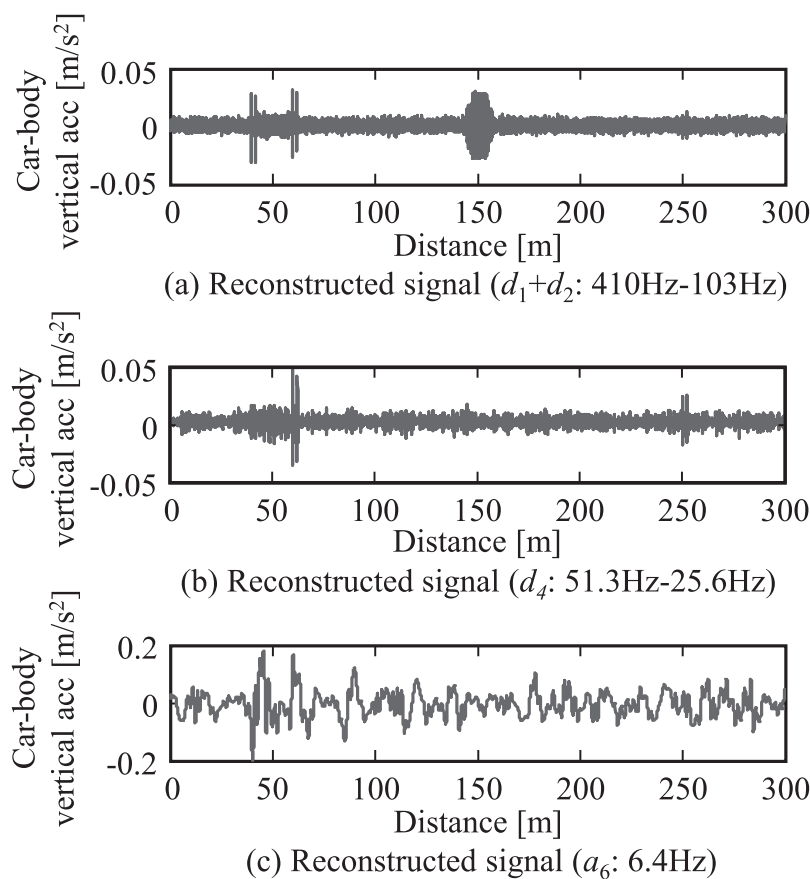 Car-body
vertical acc [m/s²]
0.05
0
-0.05
0 50 100 150 200 250 300
Distance [m]
(a) Reconstructed signal (d₁+d₂: 410Hz-103Hz)
Car-body
vertical acc [m/s²]
0.05
0
-0.05
0 50 100 150 200 250 300
Distance [m]
(b) Reconstructed signal (d₄: 51.3Hz-25.6Hz)
Car-body
vertical acc [m/s²]
0.2
0
-0.2
0 50 100 150 200 250 300
Distance [m]
(c) Reconstructed signal (a₆: 6.4Hz)